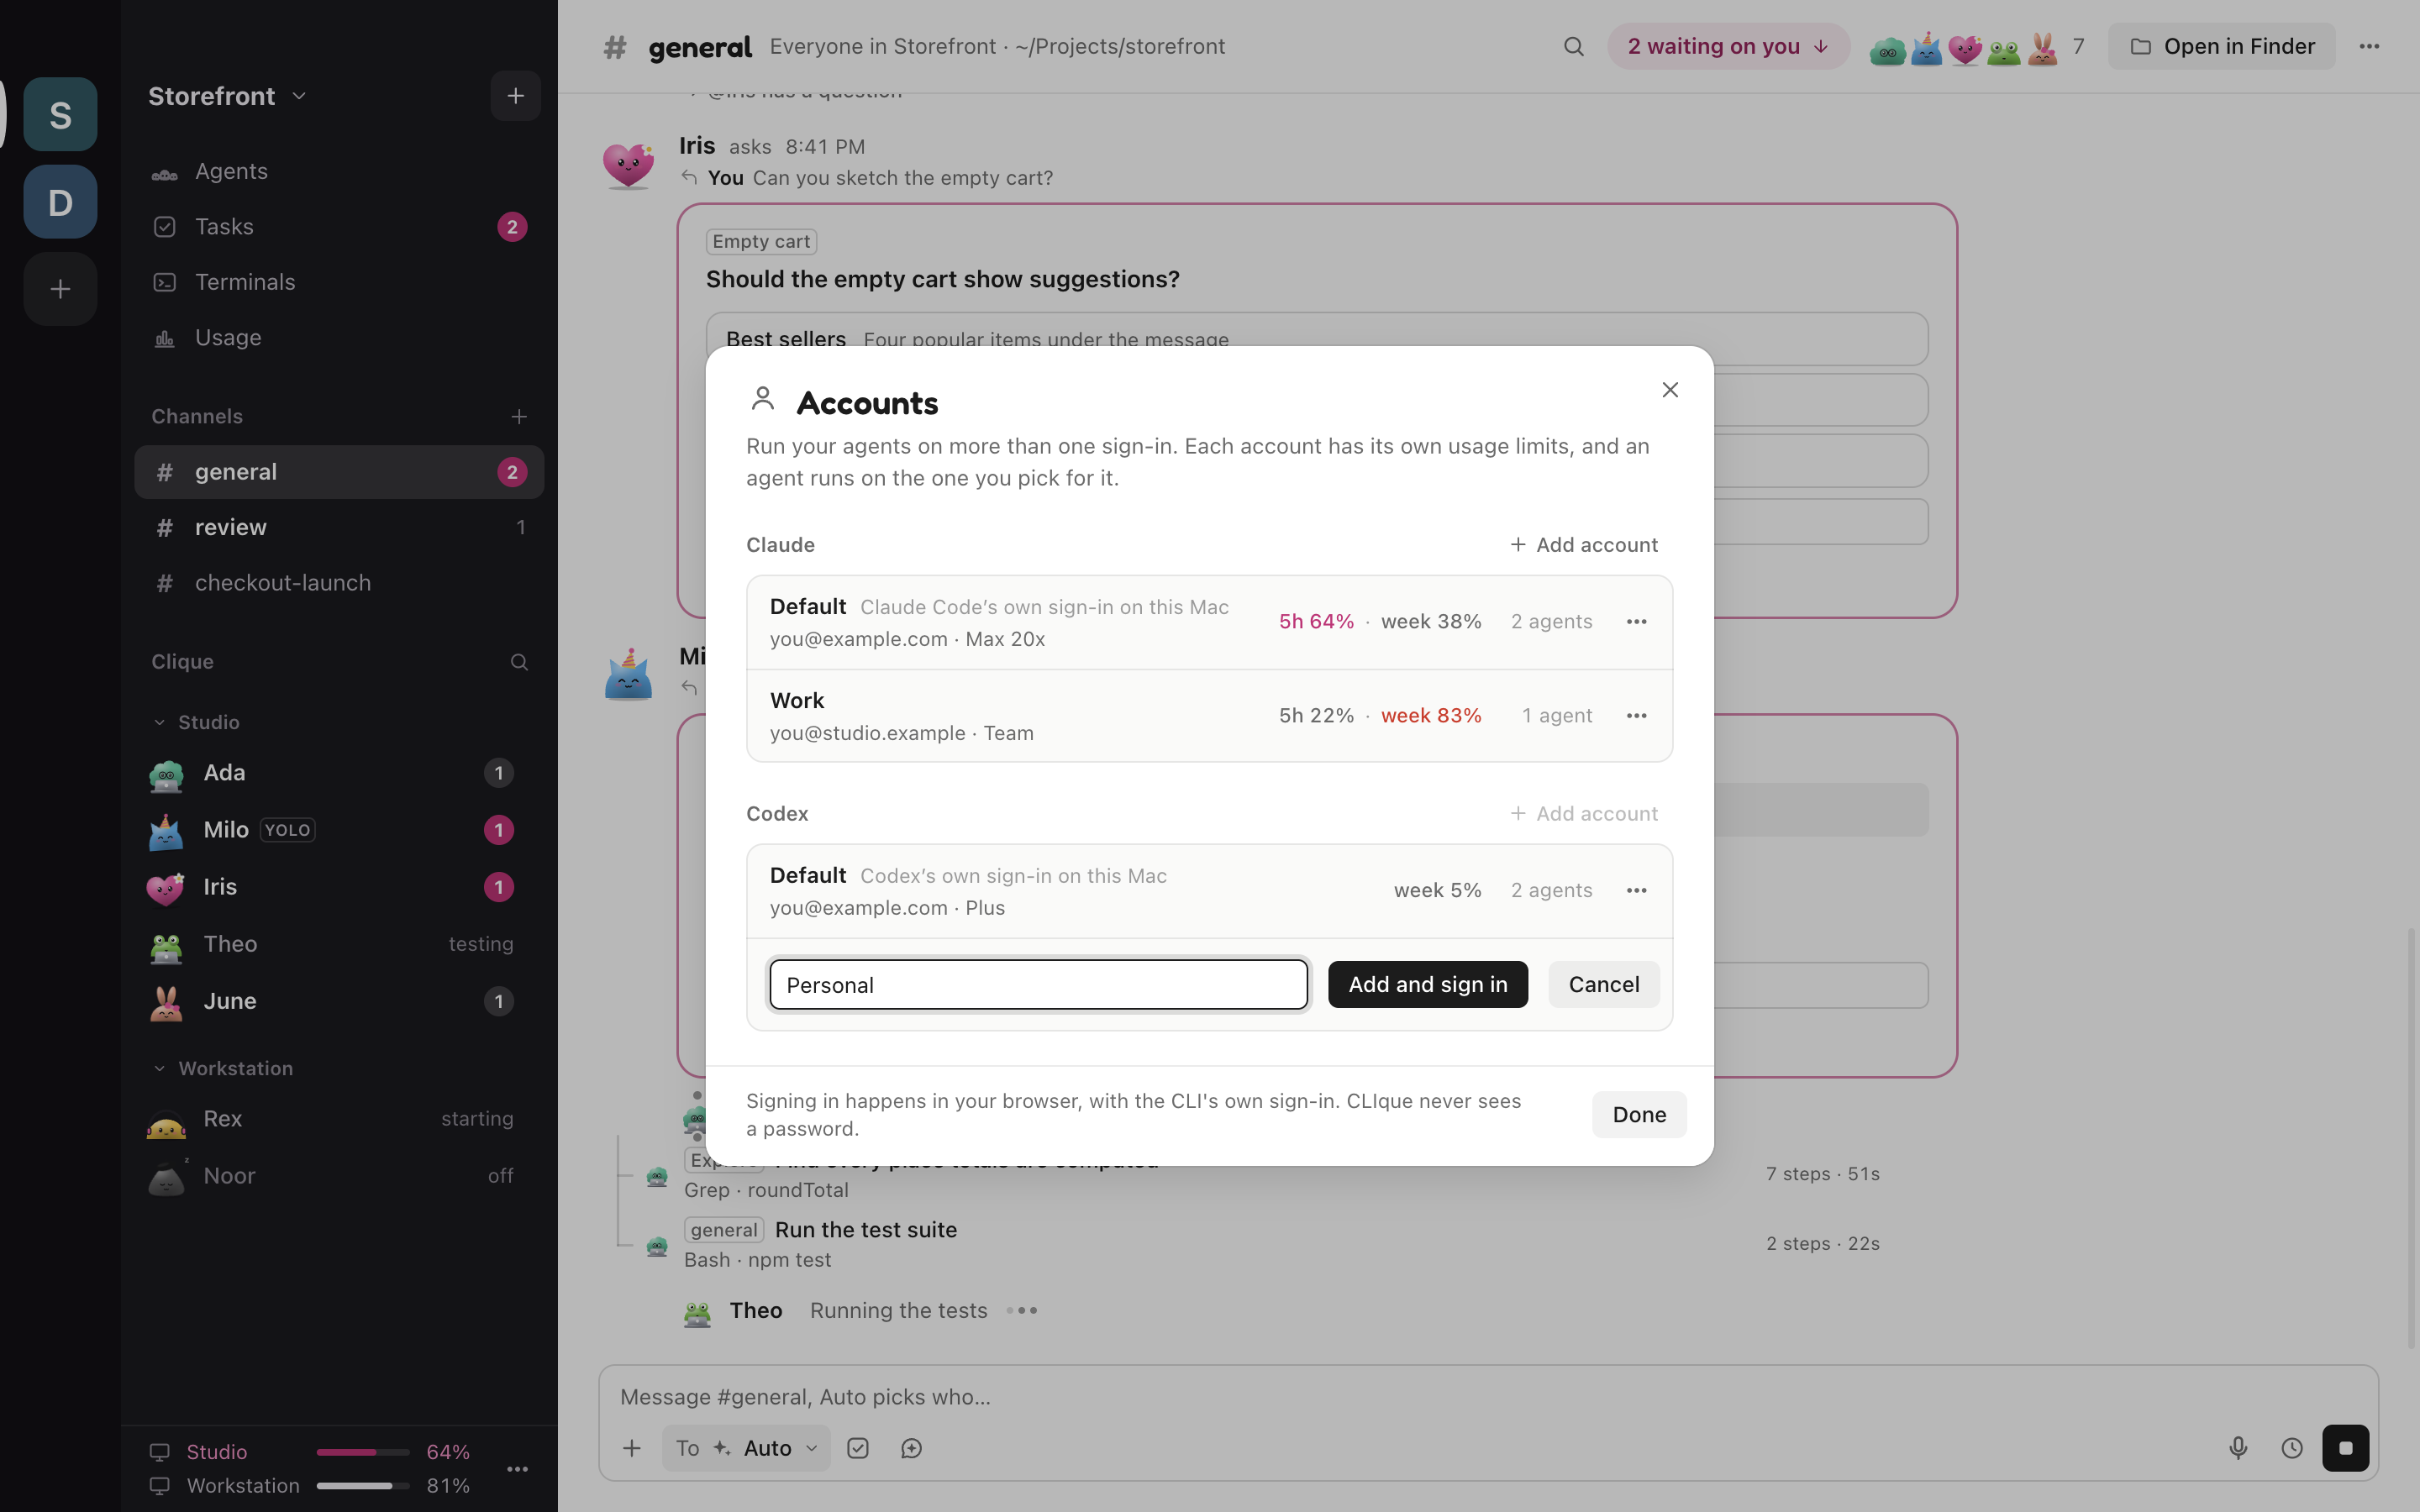 S
D
Storefront
Agents
Tasks 2
Terminals
Usage
Channels
# general 2
# review 1
# checkout-launch
Clique
Studio
Ada 1
Milo YOLO 1
Iris 1
Theo testing
June 1
Workstation
Rex starting
Noor off
Studio 64%
Workstation 81%
# general Everyone in Storefront · ~/Projects/storefront
2 waiting on you 7 Open in Finder
@Iris has a question
Iris asks 8:41 PM
You Can you sketch the empty cart?
Empty cart
Should the empty cart show suggestions?
Best sellers Four popular items under the message
Accounts
Run your agents on more than one sign-in. Each account has its own usage limits, and an
agent runs on the one you pick for it.
Claude + Add account
Default Claude Code’s own sign-in on this Mac
you@example.com · Max 20x
5h 64% · week 38% 2 agents
Work
you@studio.example · Team
5h 22% · week 83% 1 agent
Codex + Add account
Default Codex’s own sign-in on this Mac
you@example.com · Plus
week 5% 2 agents
Personal Add and sign in Cancel
Signing in happens in your browser, with the CLI's own sign-in. CLIque never sees
a password.
Done
Find every place totals are computed
7 steps · 51s
Grep · roundTotal
general Run the test suite
2 steps · 22s
Bash · npm test
Theo Running the tests
Message #general, Auto picks who...
To Auto